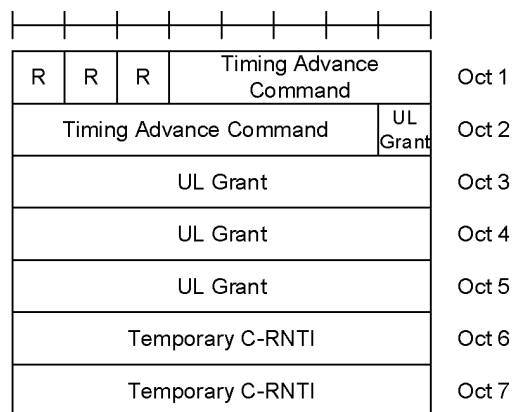 R R R Timing Advance Command Oct 1
Timing Advance Command UL Grant Oct 2
UL Grant Oct 3
UL Grant Oct 4
UL Grant Oct 5
Temporary C-RNTI Oct 6
Temporary C-RNTI Oct 7